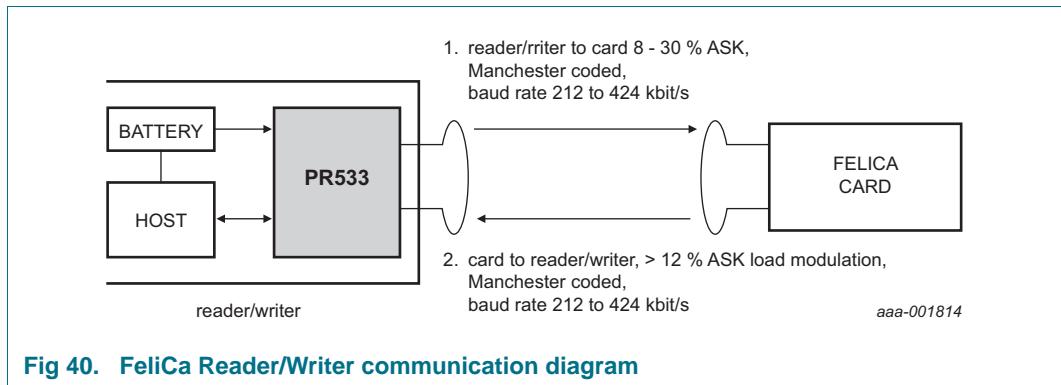 1. reader/rriter to card 8 - 30 % ASK,
Manchester coded,
baud rate 212 to 424 kbit/s
BATTERY
HOST
PR533
FELICA
CARD
2. card to reader/writer, > 12 % ASK load modulation,
Manchester coded,
baud rate 212 to 424 kbit/s
reader/writer
aaa-001814
Fig 40. FeliCa Reader/Writer communication diagram